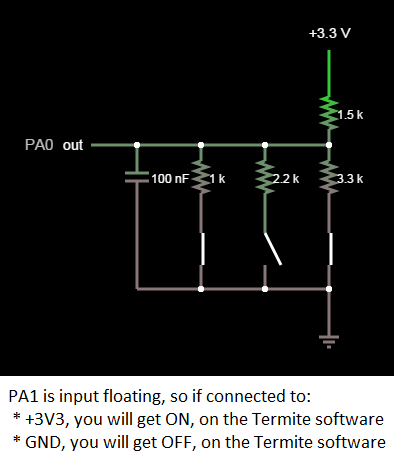 +3.3 V
1.5 k
PA0 out
100 nF 1 k 2.2 k 3.3 k
PA1 is input floating, so if connected to:
* +3V3, you will get ON, on the Termite software
* GND, you will get OFF, on the Termite software